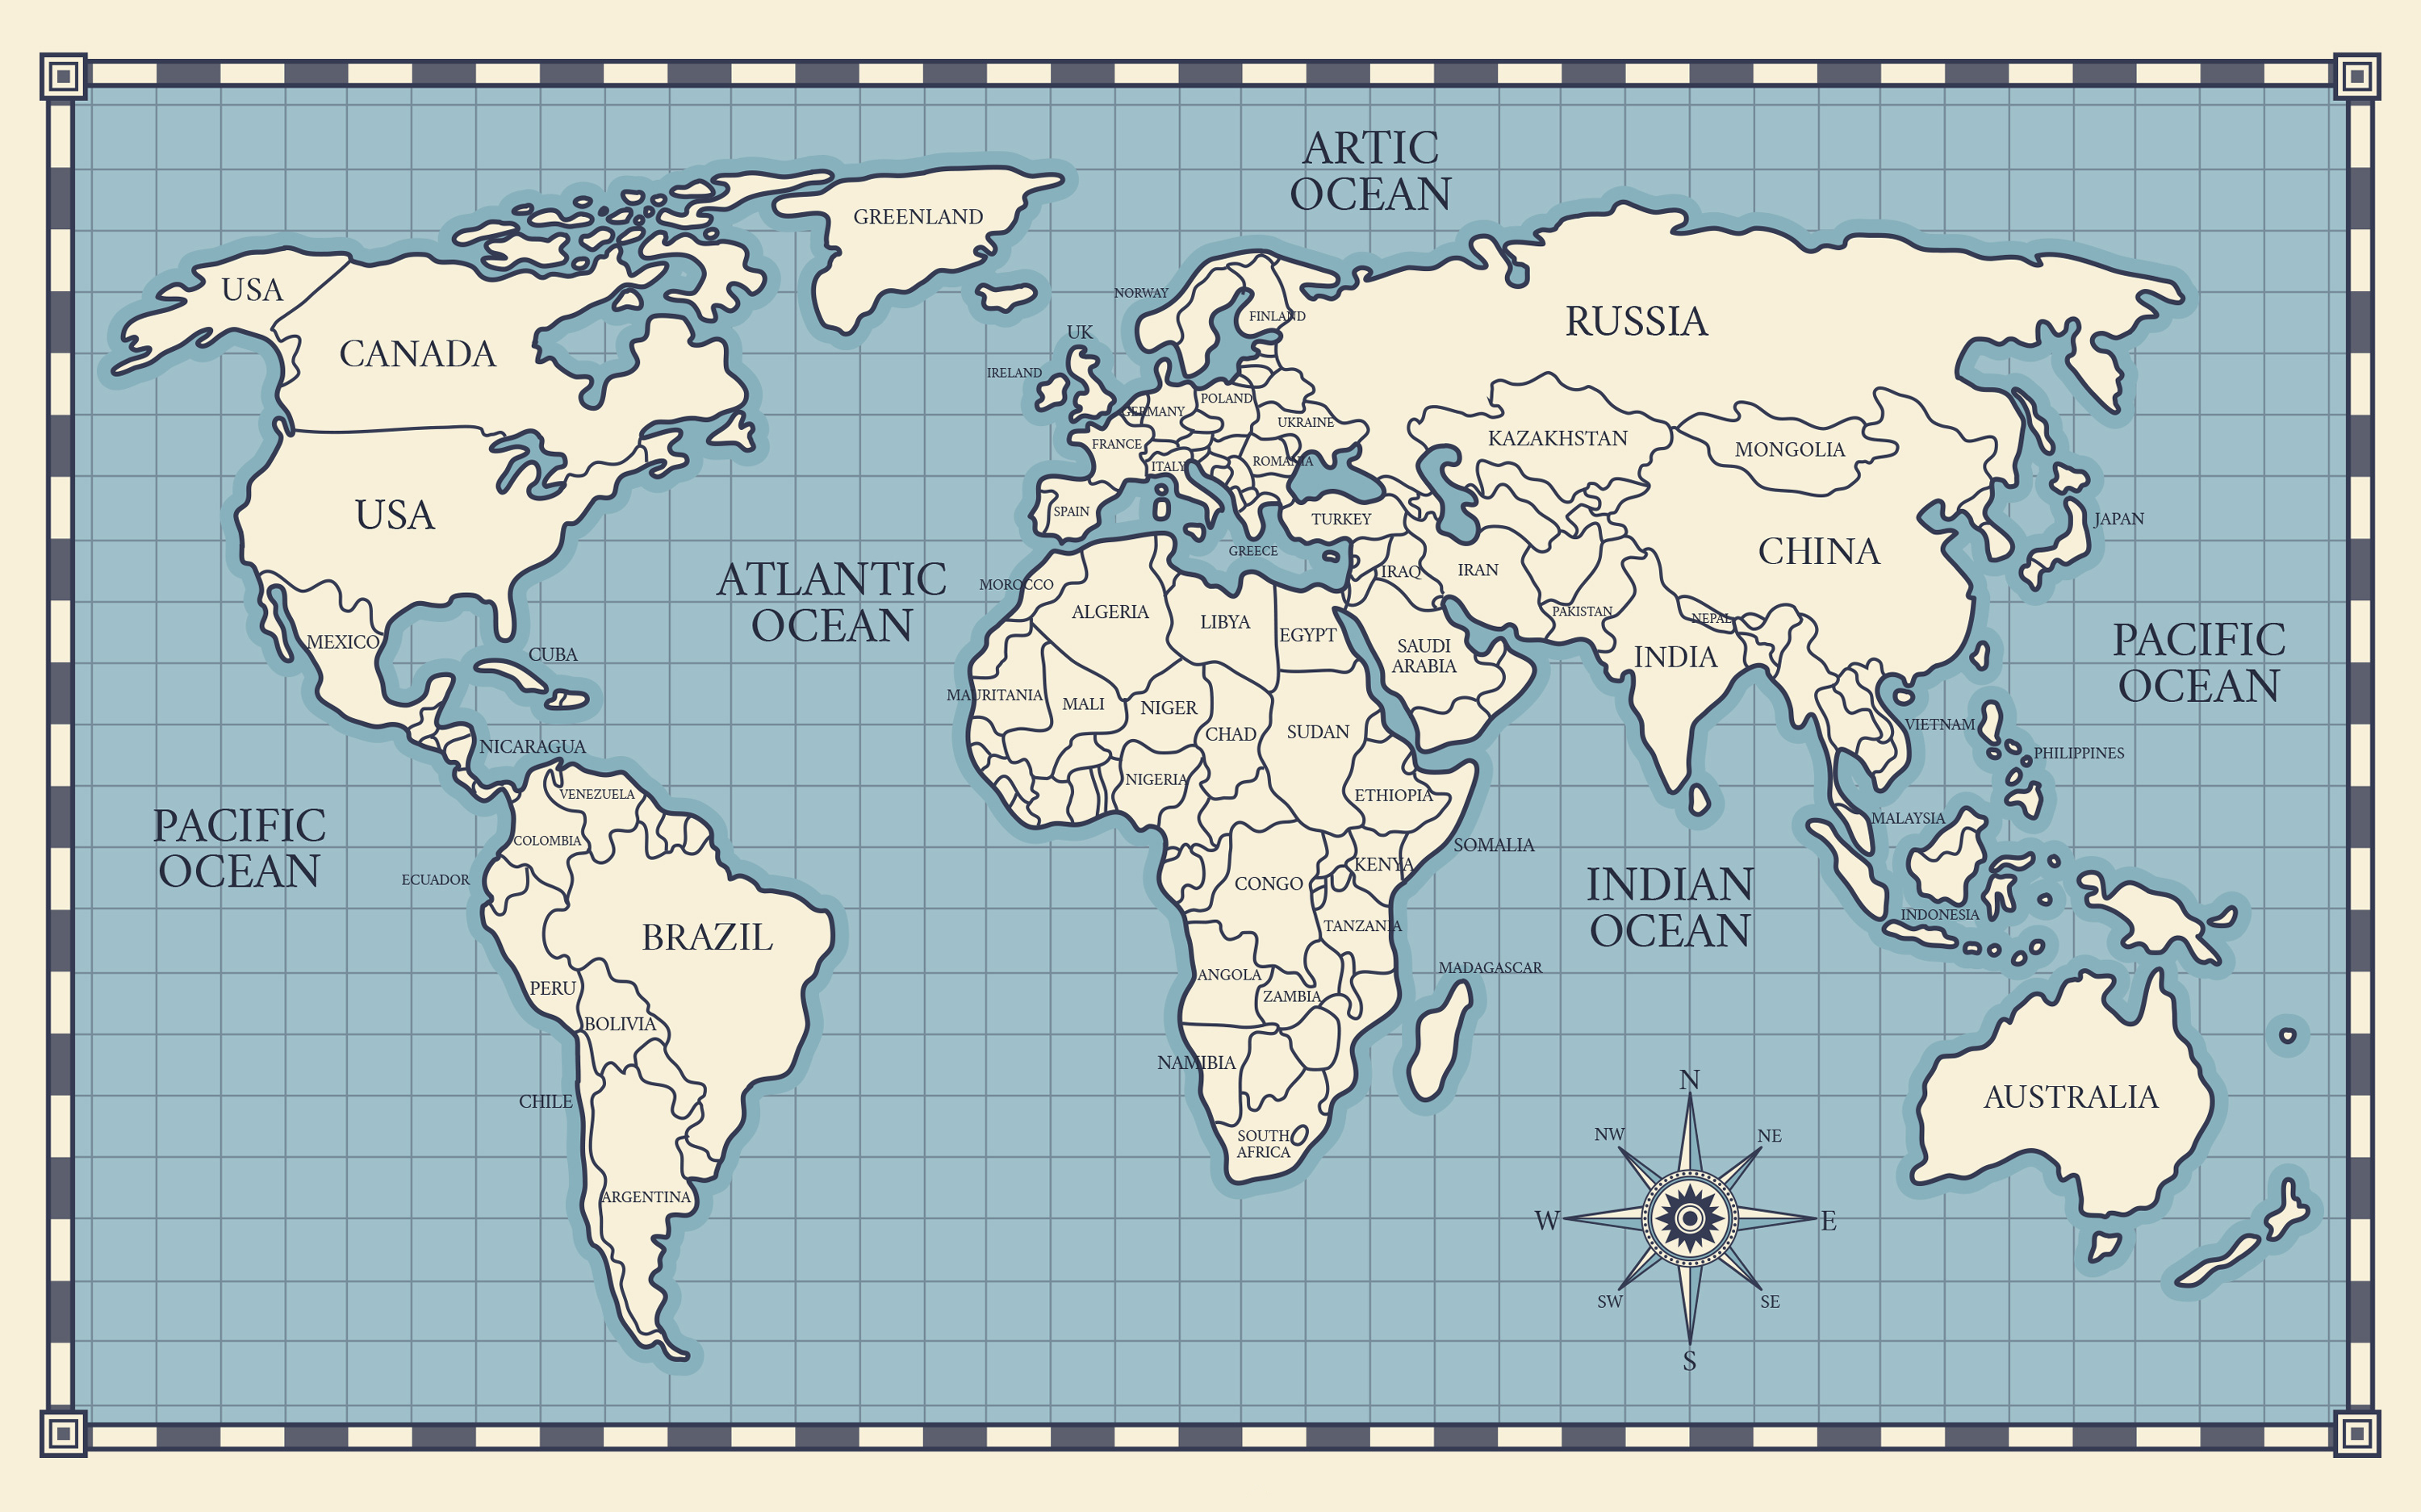 ARTIC
OCEAN
GREENLAND
USA
CANADA
NORWAY
FINLAND
RUSSIA
UK
IRELAND
GERMANY
POLAND
UKRAINE
FRANCE
ITALY
ROMANIA
KAZAKHSTAN
MONGOLIA
USA
SPAIN
TURKEY
GREECE
JAPAN
CHINA
ATLANTIC
OCEAN
MOROCCO
ALGERIA
LIBYA
EGYPT
IRAQ
IRAN
PAKISTAN
NEPAL
SAUDI
ARABIA
INDIA
PACIFIC
OCEAN
MEXICO
CUBA
MAURITANIA
MALI
NIGER
CHAD
SUDAN
VIETNAM
PHILIPPINES
NICARAGUA
VENEZUELA
NIGERIA
ETHIOPIA
PACIFIC
OCEAN
COLOMBIA
ECUADOR
SOMALIA
MALAYSIA
KENYA
CONGO
INDIAN
OCEAN
BRAZIL
TANZANIA
INDONESIA
PERU
ANGOLA
ZAMBIA
MADAGASCAR
BOLIVIA
NAMIBIA
CHILE
AUSTRALIA
SOUTH
AFRICA
ARGENTINA
N
NW
NE
W
E
SW
SE
S